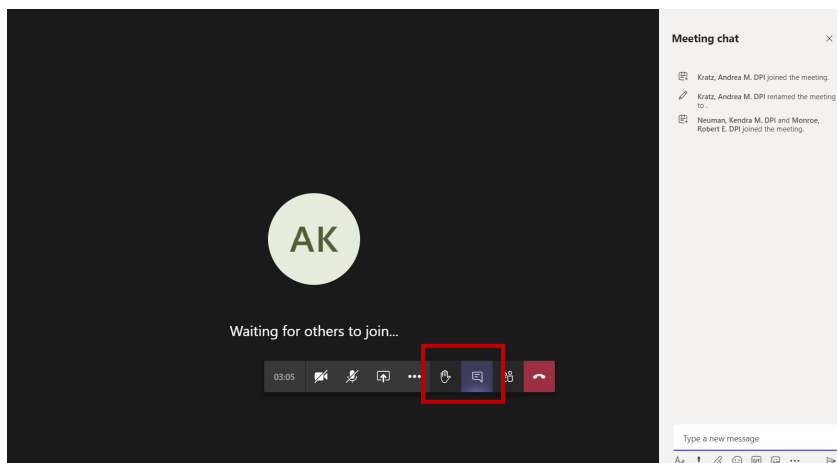 Meeting chat
Kratz, Andrea M. DPI joined the meeting.
Kratz, Andrea M. DPI renamed the meeting
to .
Neuman, Kendra M. DPI and Monroe,
Robert E. DPI joined the meeting.
AK
Waiting for others to join...
03:05
Type a new message
GIF